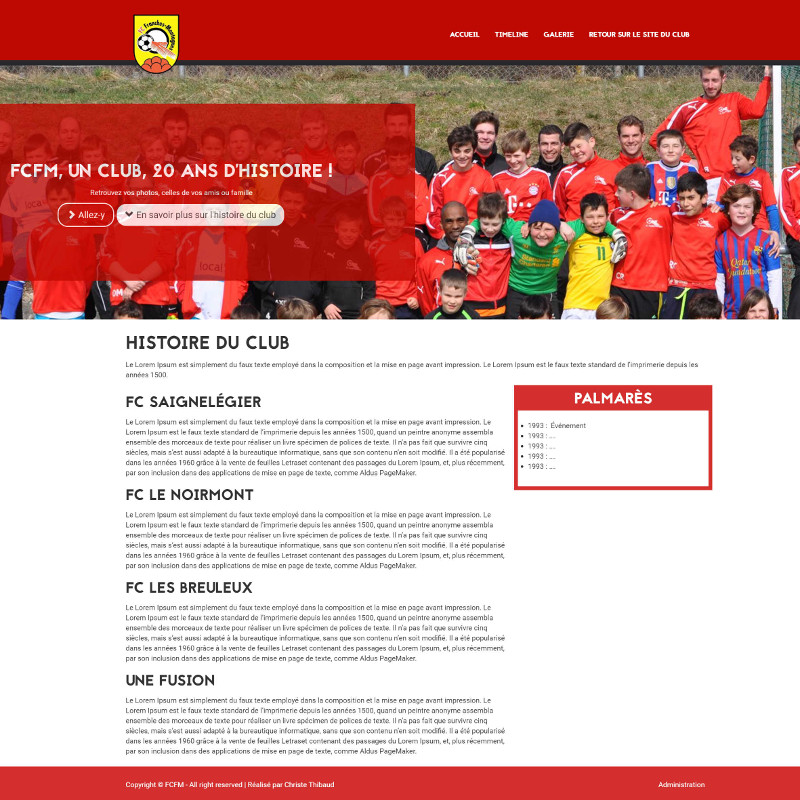 Franches-Montagnes
ACCUEIL TIMELINE GALERIE RETOUR SUR LE SITE DU CLUB
FCFM, UN CLUB, 20 ANS D'HISTOIRE !
Retrouvez vos photos, celles de vos amis ou famille
Allez-y En savoir plus sur l'histoire du club
local
HISTOIRE DU CLUB
Le Lorem Ipsum est simplement du faux texte employé dans la composition et la mise en page avant impression. Le Lorem Ipsum est le faux texte standard de l'imprimerie depuis les
années 1500.
FC SAIGNELÉGIER
Le Lorem Ipsum est simplement du faux texte employé dans la composition et la mise en page avant impression. Le
Lorem Ipsum est le faux texte standard de l'imprimerie depuis les années 1500, quand un peintre anonyme assembla
ensemble des morceaux de texte pour réaliser un livre spécimen de polices de texte. Il n'a pas fait que survivre cinq
siècles, mais s'est aussi adapté à la bureautique informatique, sans que son contenu n'en soit modifié. Il a été popularisé
dans les années 1960 grâce à la vente de feuilles Letraset contenant des passages du Lorem Ipsum, et, plus récemment,
par son inclusion dans des applications de mise en page de texte, comme Aldus PageMaker.
PALMARÈS
1993 : Événement
1993 : ....
1993 : ....
1993 : ....
1993 : ....
FC LE NOIRMONT
Le Lorem Ipsum est simplement du faux texte employé dans la composition et la mise en page avant impression. Le
Lorem Ipsum est le faux texte standard de l'imprimerie depuis les années 1500, quand un peintre anonyme assembla
ensemble des morceaux de texte pour réaliser un livre spécimen de polices de texte. Il n'a pas fait que survivre cinq
siècles, mais s'est aussi adapté à la bureautique informatique, sans que son contenu n'en soit modifié. Il a été popularisé
dans les années 1960 grâce à la vente de feuilles Letraset contenant des passages du Lorem Ipsum, et, plus récemment,
par son inclusion dans des applications de mise en page de texte, comme Aldus PageMaker.
FC LES BREULEUX
Le Lorem Ipsum est simplement du faux texte employé dans la composition et la mise en page avant impression. Le
Lorem Ipsum est le faux texte standard de l'imprimerie depuis les années 1500, quand un peintre anonyme assembla
ensemble des morceaux de texte pour réaliser un livre spécimen de polices de texte. Il n'a pas fait que survivre cinq
siècles, mais s'est aussi adapté à la bureautique informatique, sans que son contenu n'en soit modifié. Il a été popularisé
dans les années 1960 grâce à la vente de feuilles Letraset contenant des passages du Lorem Ipsum, et, plus récemment,
par son inclusion dans des applications de mise en page de texte, comme Aldus PageMaker.
UNE FUSION
Le Lorem Ipsum est simplement du faux texte employé dans la composition et la mise en page avant impression. Le
Lorem Ipsum est le faux texte standard de l'imprimerie depuis les années 1500, quand un peintre anonyme assembla
ensemble des morceaux de texte pour réaliser un livre spécimen de polices de texte. Il n'a pas fait que survivre cinq
siècles, mais s'est aussi adapté à la bureautique informatique, sans que son contenu n'en soit modifié. Il a été popularisé
dans les années 1960 grâce à la vente de feuilles Letraset contenant des passages du Lorem Ipsum, et, plus récemment,
par son inclusion dans des applications de mise en page de texte, comme Aldus PageMaker.
Copyright © FCFM - All right reserved | Réalisé par Christe Thibaud Administration